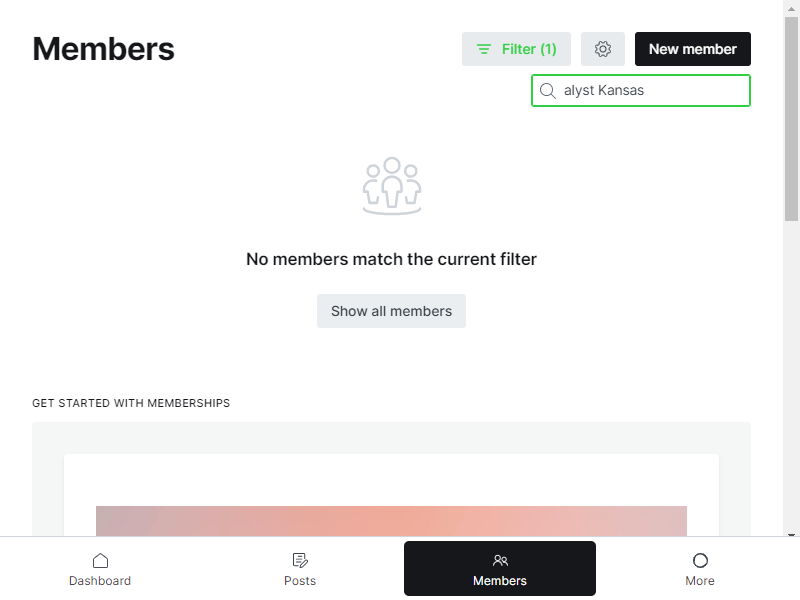 Members
Filter (1)
New member
alyst Kansas
No members match the current filter
Show all members
GET STARTED WITH MEMBERSHIPS
Dashboard
Posts
Members
More